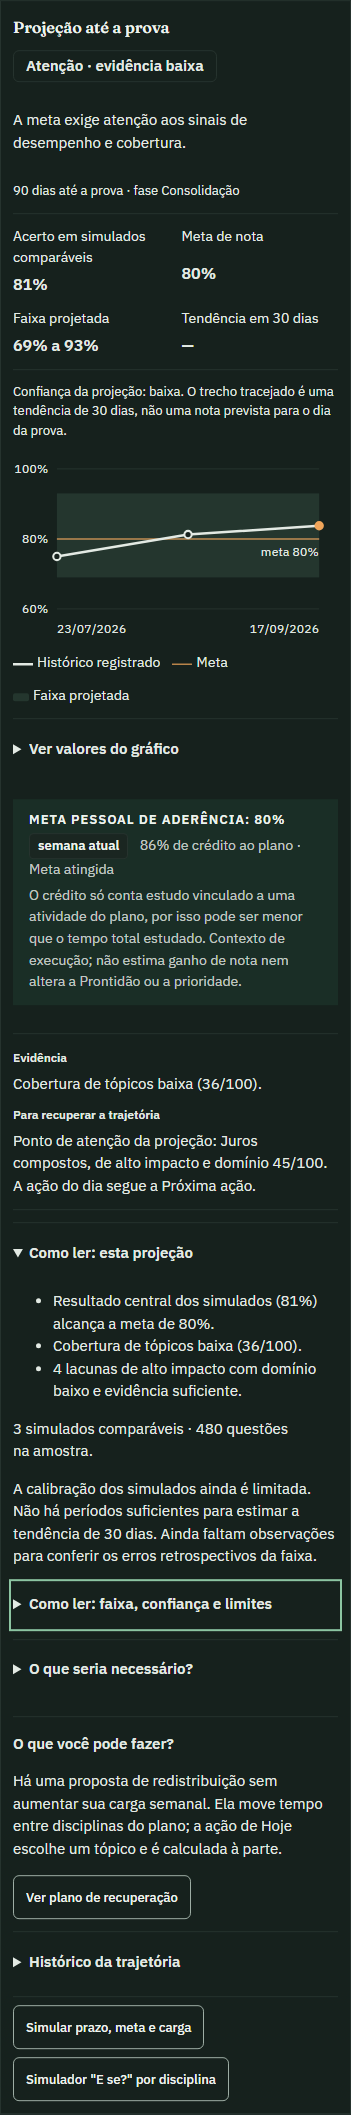 Projeção até a prova
Atenção · evidência baixa
A meta exige atenção aos sinais de
desempenho e cobertura.
90 dias até a prova · fase Consolidação
Acerto em simulados
comparáveis
81%
Meta de nota
80%
Faixa projetada
69% a 93%
Tendência em 30 dias
—
Confiança da projeção: baixa. O trecho tracejado é uma
tendência de 30 dias, não uma nota prevista para o dia
da prova.
100%
80%
meta 80%
60%
23/07/2026
17/09/2026
Histórico registrado
Meta
Faixa projetada
Ver valores do gráfico
META PESSOAL DE ADERÊNCIA: 80%
semana atual 86% de crédito ao plano ·
Meta atingida
O crédito só conta estudo vinculado a uma
atividade do plano, por isso pode ser menor
que o tempo total estudado. Contexto de
execução; não estima ganho de nota nem
altera a Prontidão ou a prioridade.
Evidência
Cobertura de tópicos baixa (36/100).
Para recuperar a trajetória
Ponto de atenção da projeção: Juros
compostos, de alto impacto e domínio 45/100.
A ação do dia segue a Próxima ação.
Como ler: esta projeção
• Resultado central dos simulados (81%)
alcança a meta de 80%.
• Cobertura de tópicos baixa (36/100).
• 4 lacunas de alto impacto com domínio
baixo e evidência suficiente.
3 simulados comparáveis · 480 questões
na amostra.
A calibração dos simulados ainda é limitada.
Não há períodos suficientes para estimar a
tendência de 30 dias. Ainda faltam observações
para conferir os erros retrospectivos da faixa.
Como ler: faixa, confiança e limites
O que seria necessário?
O que você pode fazer?
Há uma proposta de redistribuição sem
aumentar sua carga semanal. Ela move tempo
entre disciplinas do plano; a ação de Hoje
escolhe um tópico e é calculada à parte.
Ver plano de recuperação
Histórico da trajetória
Simular prazo, meta e carga
Simulador "E se?" por disciplina